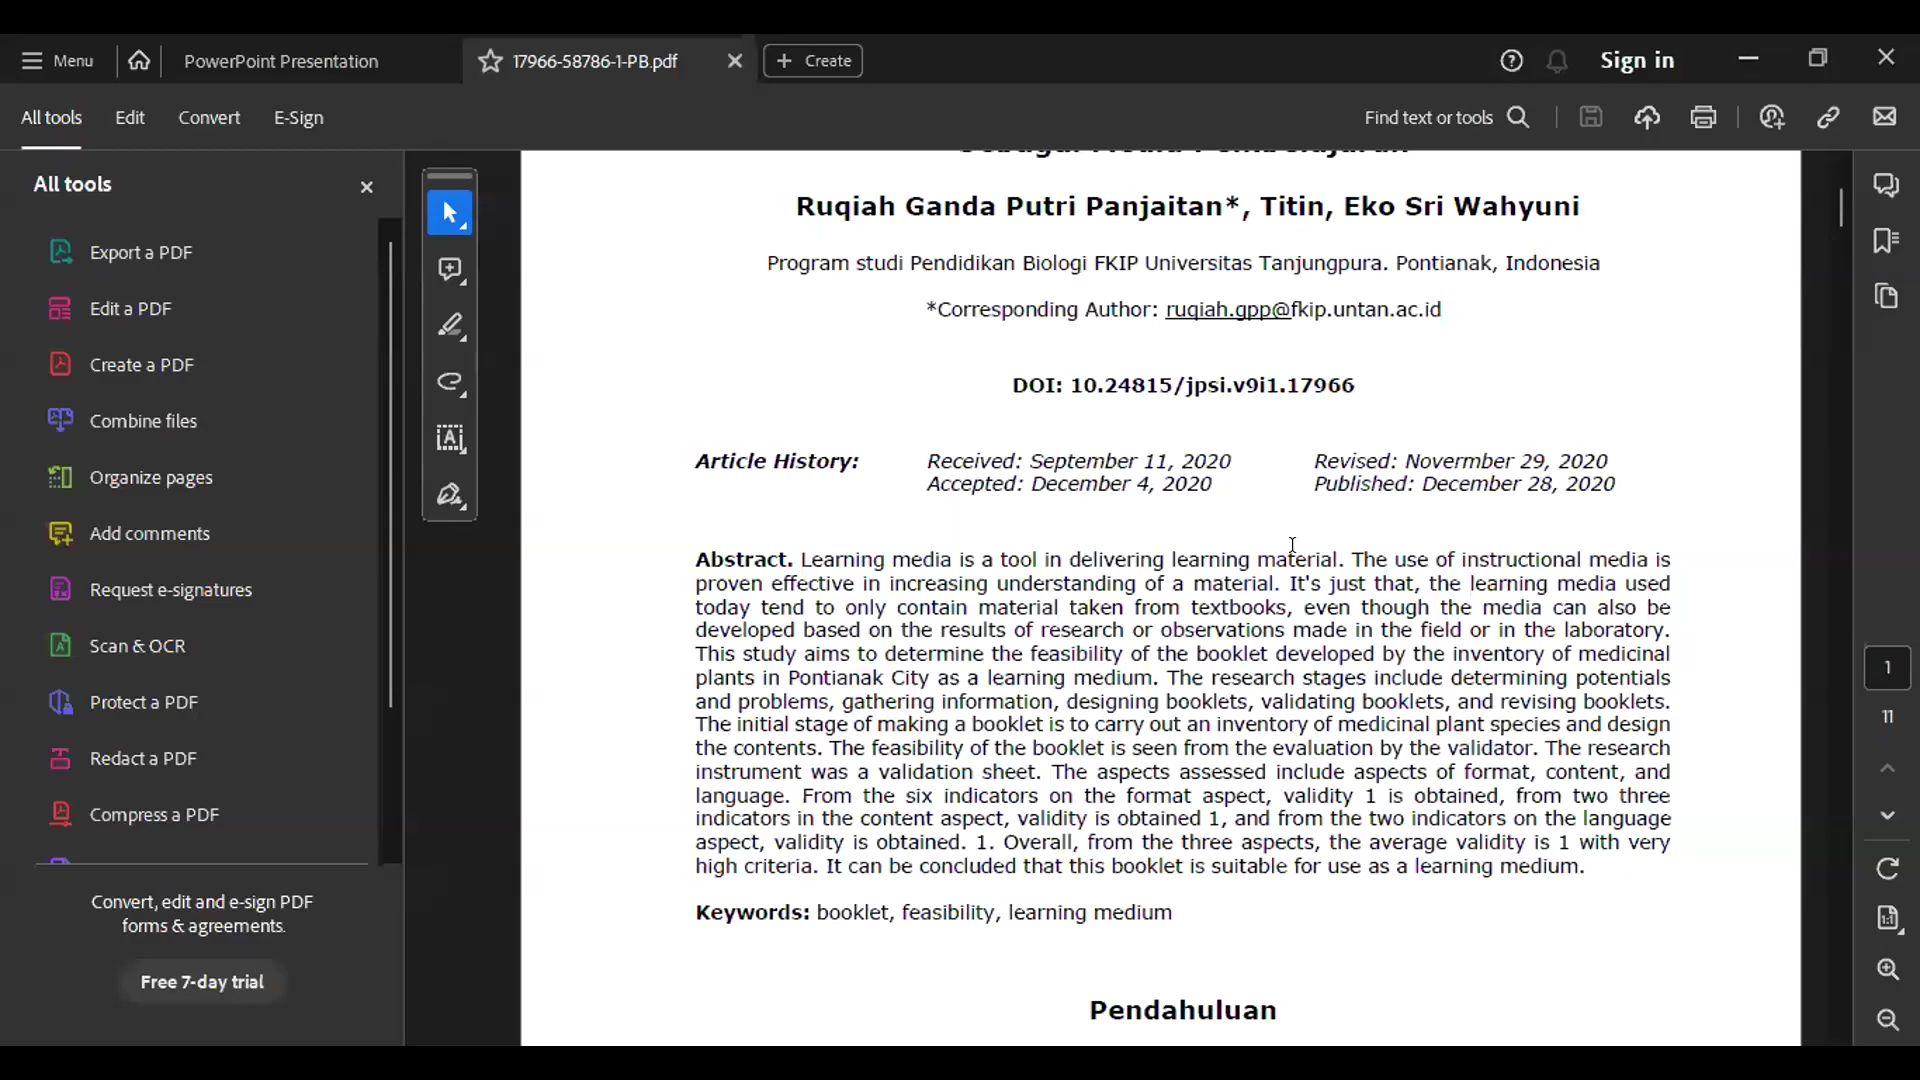 Menu
PowerPoint Presentation
17966-58786-1-PB.pdf
Create
Sign in
All tools
Edit
Convert
E-Sign
Find text or tools
All tools
Export a PDF
Edit a PDF
Create a PDF
Combine files
Organize pages
Add comments
Request e-signatures
Scan & OCR
Protect a PDF
Redact a PDF
Compress a PDF
Convert, edit and e-sign PDF
forms & agreements.
Free 7-day trial
Ruqiah Ganda Putri Panjaitan*, Titin, Eko Sri Wahyuni
Program studi Pendidikan Biologi FKIP Universitas Tanjungpura. Pontianak, Indonesia
*Corresponding Author: ruqiah.gpp@fkip.untan.ac.id
DOI: 10.24815/jpsi.v9i1.17966
Article History: Received: September 11, 2020 Revised: Novermber 29, 2020
Accepted: December 4, 2020 Published: December 28, 2020
Abstract. Learning media is a tool in delivering learning material. The use of instructional media is
proven effective in increasing understanding of a material. It's just that, the learning media used
today tend to only contain material taken from textbooks, even though the media can also be
developed based on the results of research or observations made in the field or in the laboratory.
This study aims to determine the feasibility of the booklet developed by the inventory of medicinal
plants in Pontianak City as a learning medium. The research stages include determining potentials
and problems, gathering information, designing booklets, validating booklets, and revising booklets.
The initial stage of making a booklet is to carry out an inventory of medicinal plant species and design
the contents. The feasibility of the booklet is seen from the evaluation by the validator. The research
instrument was a validation sheet. The aspects assessed include aspects of format, content, and
language. From the six indicators on the format aspect, validity 1 is obtained, from two three
indicators in the content aspect, validity is obtained 1, and from the two indicators on the language
aspect, validity is obtained. 1. Overall, from the three aspects, the average validity is 1 with very
high criteria. It can be concluded that this booklet is suitable for use as a learning medium.
Keywords: booklet, feasibility, learning medium
Pendahuluan
1
11